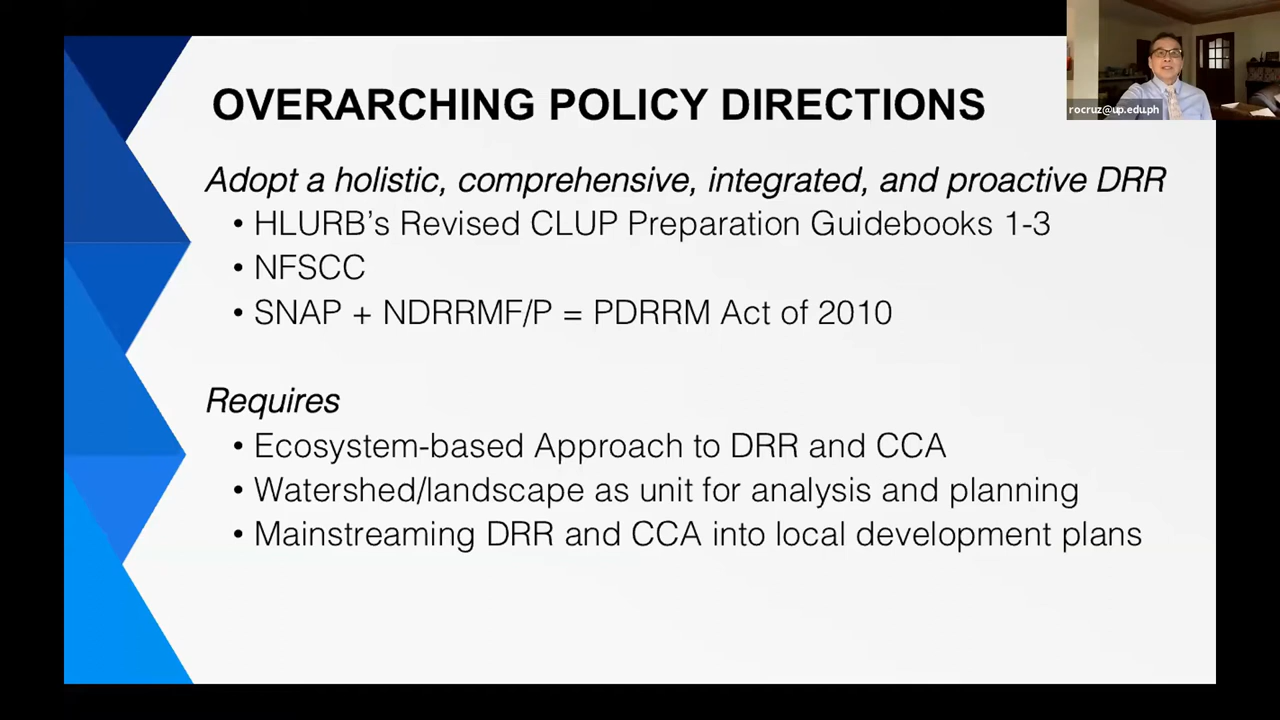 OVERARCHING POLICY DIRECTIONS
rocruz@up.edu.ph
Adopt a holistic, comprehensive, integrated, and proactive DRR
• HLURB’s Revised CLUP Preparation Guidebooks 1-3
• NFSCC
• SNAP + NDRRMF/P = PDRRM Act of 2010
Requires
• Ecosystem-based Approach to DRR and CCA
• Watershed/landscape as unit for analysis and planning
• Mainstreaming DRR and CCA into local development plans